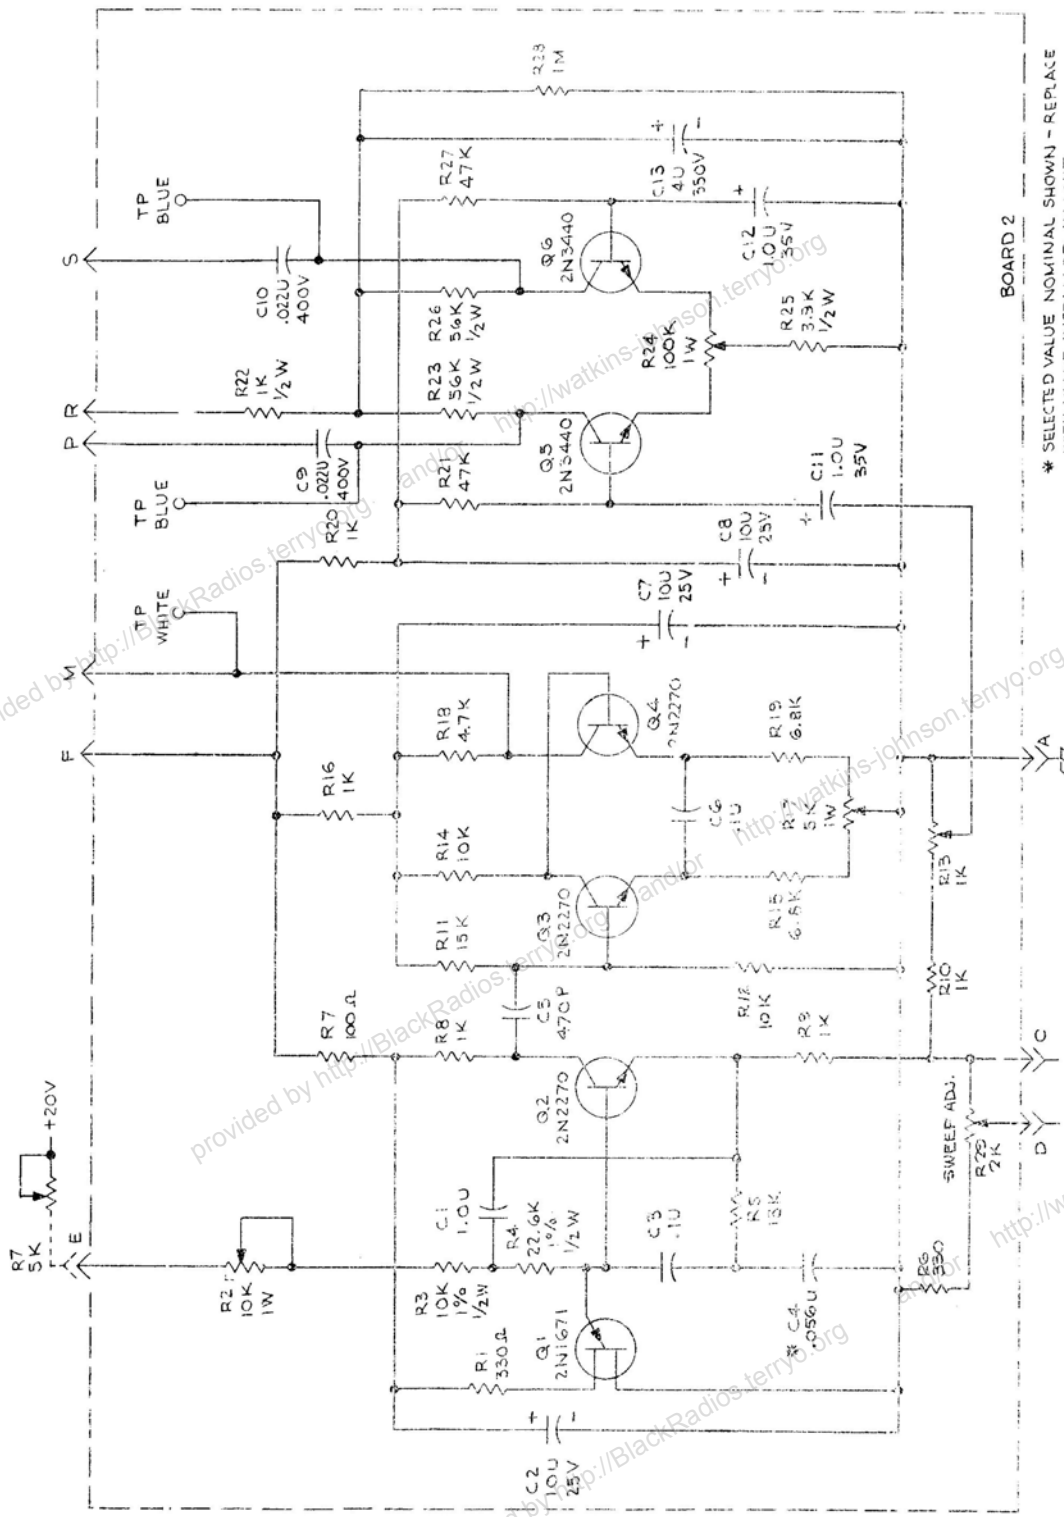 R7
5K
+20V
E
F
M
P
R
S
TP
WHITE
TP
BLUE
TP
BLUE
R2
10K
1W
R7
100Ω
R16
1K
R20
1K
C9
.022U
400V
R22
1K
1/2W
C10
.022U
400V
R28
1M
R3
10K
1%
1/2W
C1
1.0U
R8
1K
R11
15K
R14
10K
R18
4.7K
R21
47K
R23
56K
1/2W
R26
56K
1/2W
R27
47K
R1
330Ω
R4
22.6K
1%
1/2W
C5
470P
C2
10U
25V
+
-
Q1
2N1671
Q2
2N2270
Q3
2N2270
Q4
2N2270
Q5
2N3440
Q6
2N3440
C3
.1U
C6
.1U
C7
10U
25V
+
-
C8
10U
25V
+
-
R24
100K
1W
C13
4U
350V
+
-
C12
1.0U
35V
+
* C4
.056U
R5
R9
1K
R12
10K
R15
6.8K
5K
1W
R19
6.8K
C11
1.0U
35V
+
R25
3.3K
1/2W
R6
330
SWEEP ADJ.
R29
2K
R10
1K
R13
1K
D
C
A
BOARD 2
* SELECTED VALUE NOMINAL SHOWN - REPLACE
provided by http://BlackRadios.terryo.org and/or http://watkins-johnson.terryo.org